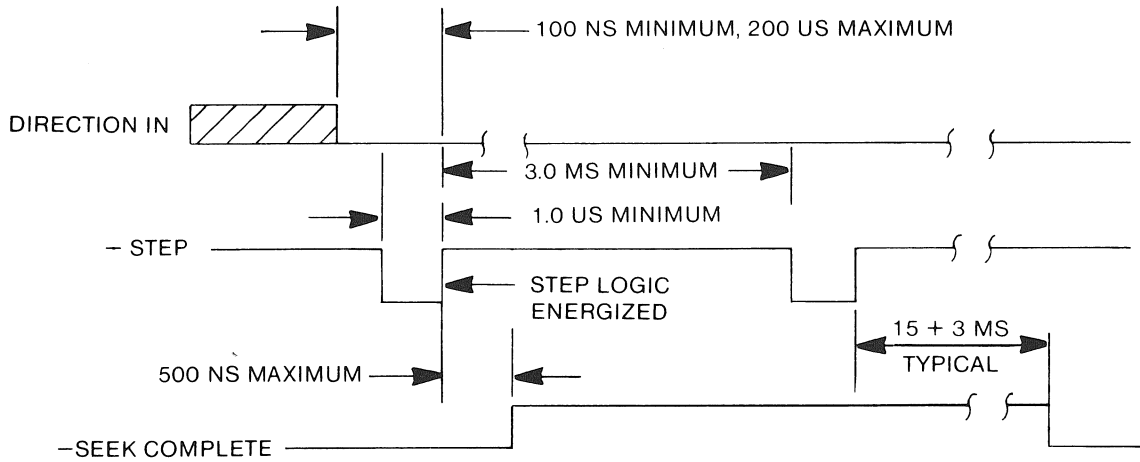 100 NS MINIMUM, 200 US MAXIMUM
DIRECTION IN
3.0 MS MINIMUM
1.0 US MINIMUM
– STEP
STEP LOGIC
ENERGIZED
15 + 3 MS
TYPICAL
500 NS MAXIMUM
–SEEK COMPLETE